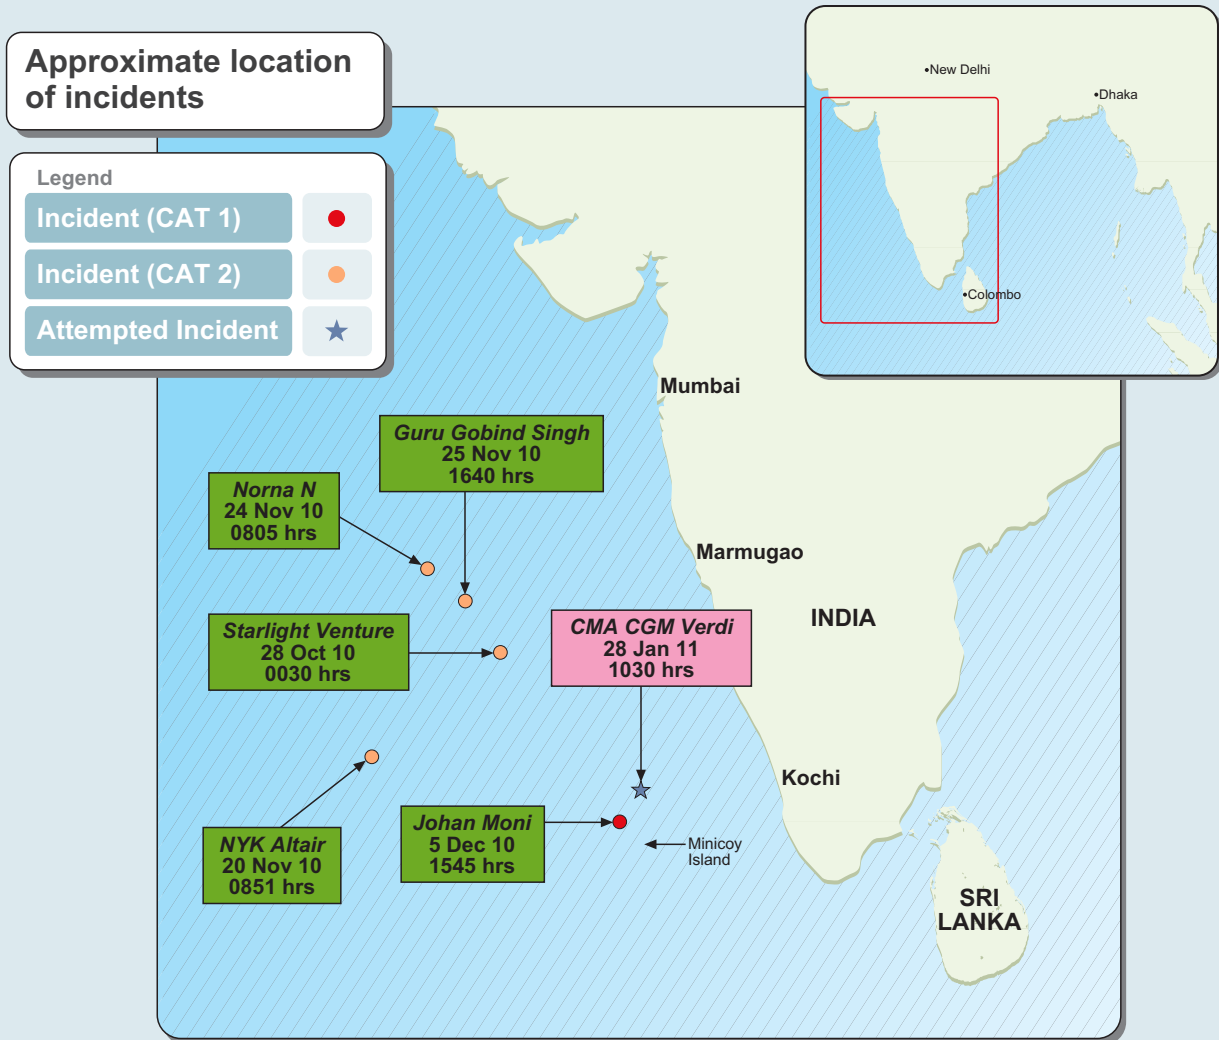 Approximate location
of incidents
Legend
Incident (CAT 1)
Incident (CAT 2)
Attempted Incident
•New Delhi
•Dhaka
•Colombo
Mumbai
Guru Gobind Singh
25 Nov 10
1640 hrs
Norna N
24 Nov 10
0805 hrs
Marmugao
INDIA
Starlight Venture
28 Oct 10
0030 hrs
CMA CGM Verdi
28 Jan 11
1030 hrs
Kochi
Johan Moni
5 Dec 10
1545 hrs
Minicoy
Island
NYK Altair
20 Nov 10
0851 hrs
SRI
LANKA